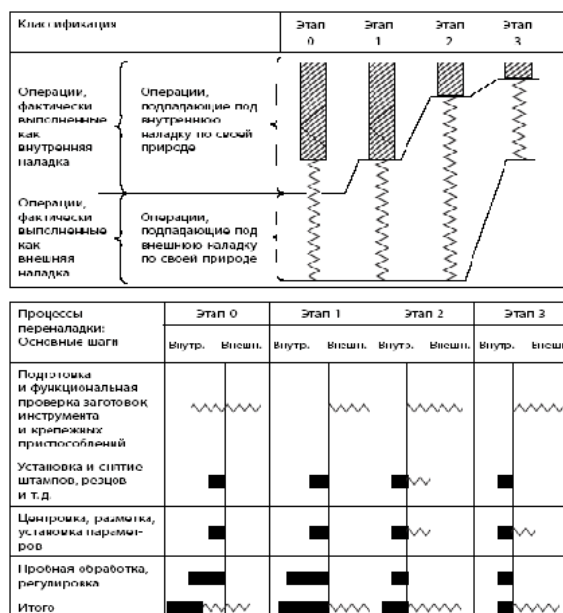 Классификация
Этап
0
Этап
1
Этап
2
Этап
3
Операции,
фактически
выполненные
как
внутренняя
наладка
Операции,
подпадающие под
внутреннюю
наладку по своей
природе
Операции,
фактически
выполненные
как
внешняя
наладка
Операции,
подпадающие под
внешнюю наладку
по своей природе
Процессы
переналадки:
Основные шаги
Этап 0
Этап 1
Этап 2
Этап 3
Внутр. Внешн.
Внутр. Внешн.
Внутр. Внешн.
Внутр. Внешн
Подготовка
и функциональная
проверка заготовок,
инструмента
и крепежных
приспособлений
Установка и снятие
штампов, резцов
и т.д.
Центровка, разметка,
установка парамет-
ров
Пробная обработка,
регулировка
Итого